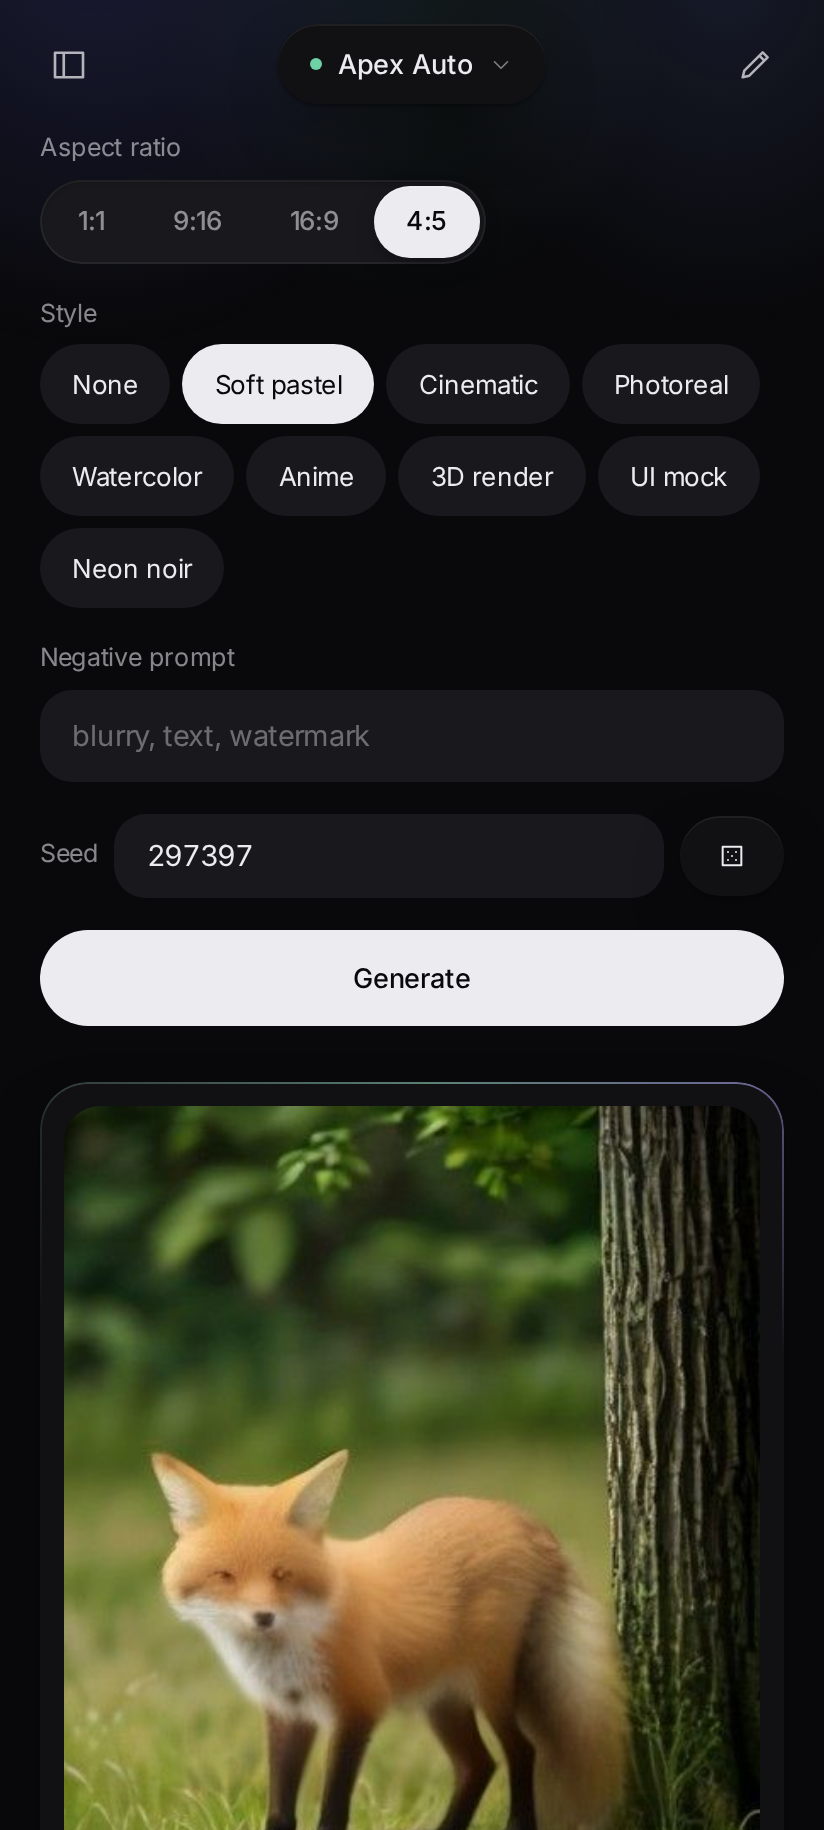 Apex Auto
Aspect ratio
1:1 9:16 16:9 4:5
Style
None Soft pastel Cinematic Photoreal
Watercolor Anime 3D render UI mock
Neon noir
Negative prompt
blurry, text, watermark
Seed 297397
Generate